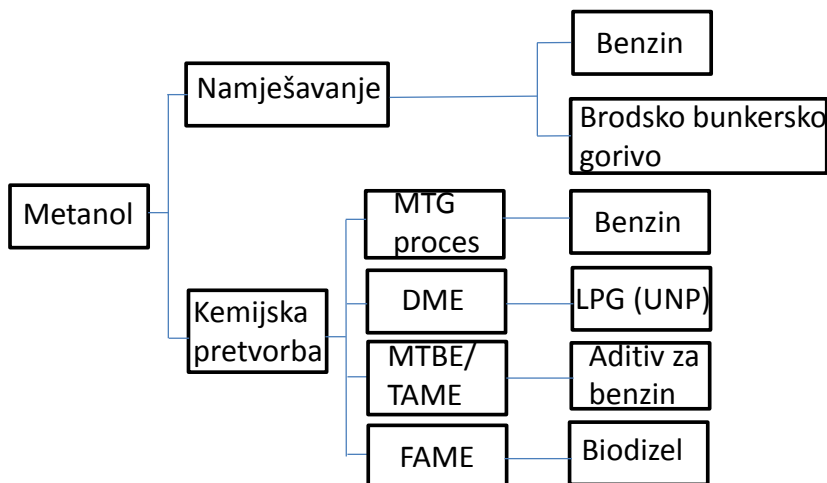 Metanol
Namješavanje
Benzin
Brodsko bunkersko
gorivo
Kemijska
pretvorba
MTG
proces
Benzin
DME
LPG (UNP)
MTBE/
TAME
Aditiv za
benzin
FAME
Biodizel